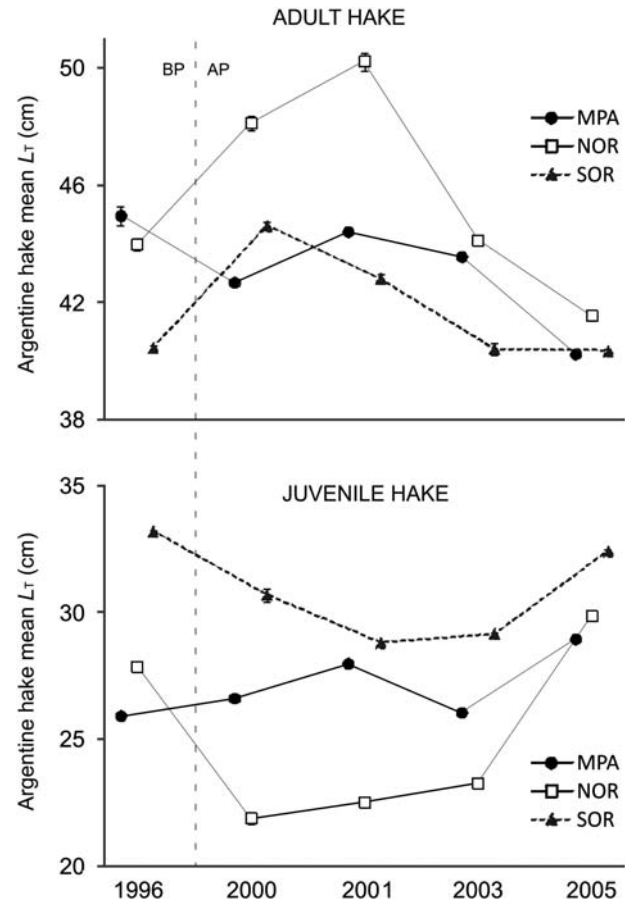 ADULT HAKE
BP AP
Argentine hake mean LT (cm)
50
46
42
38
MPA
NOR
SOR
JUVENILE HAKE
Argentine hake mean LT (cm)
35
30
25
20
MPA
NOR
SOR
1996 2000 2001 2003 2005